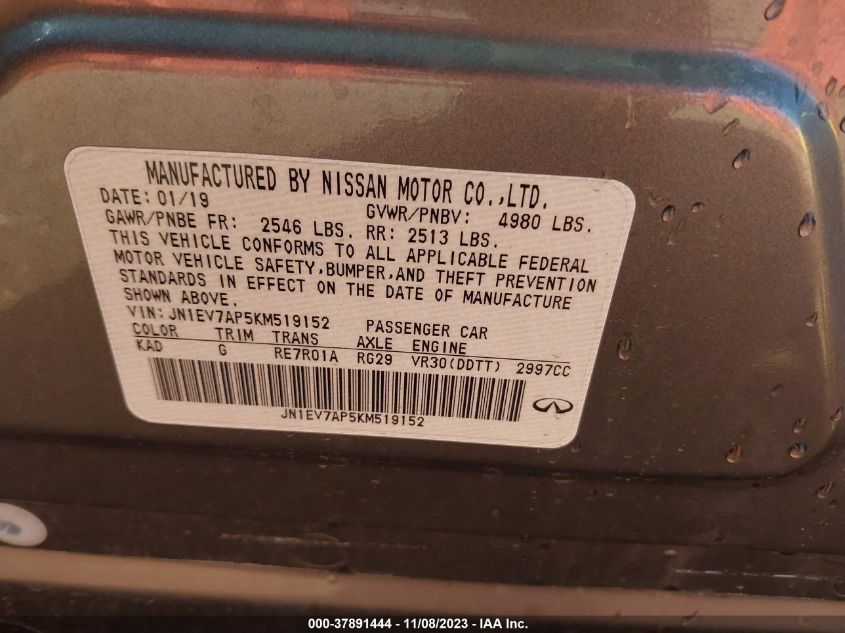 MANUFACTURED BY NISSAN MOTOR CO.,LTD.
DATE: 01/19 GVWR/PNBV: 4980 LBS.
GAWR/PNBE FR: 2546 LBS. RR: 2513 LBS.
THIS VEHICLE CONFORMS TO ALL APPLICABLE FEDERAL
MOTOR VEHICLE SAFETY,BUMPER,AND THEFT PREVENTION
STANDARDS IN EFFECT ON THE DATE OF MANUFACTURE
SHOWN ABOVE.
VIN: JN1EV7AP5KM519152 PASSENGER CAR
COLOR TRIM TRANS AXLE ENGINE
KAD G RE7R01A RG29 VR30(DDTT) 2997CC
JN1EV7AP5KM519152
000-37891444 - 11/08/2023 - IAA Inc.